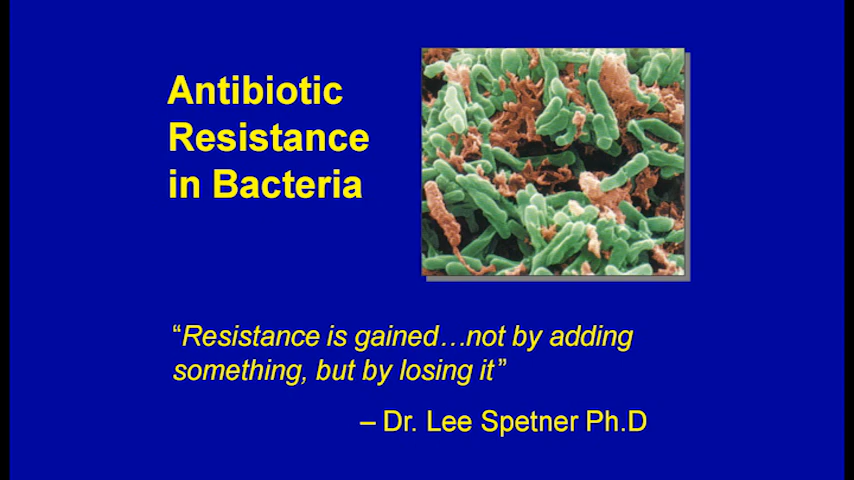 Antibiotic
Resistance
in Bacteria
“Resistance is gained…not by adding
something, but by losing it”
– Dr. Lee Spetner Ph.D